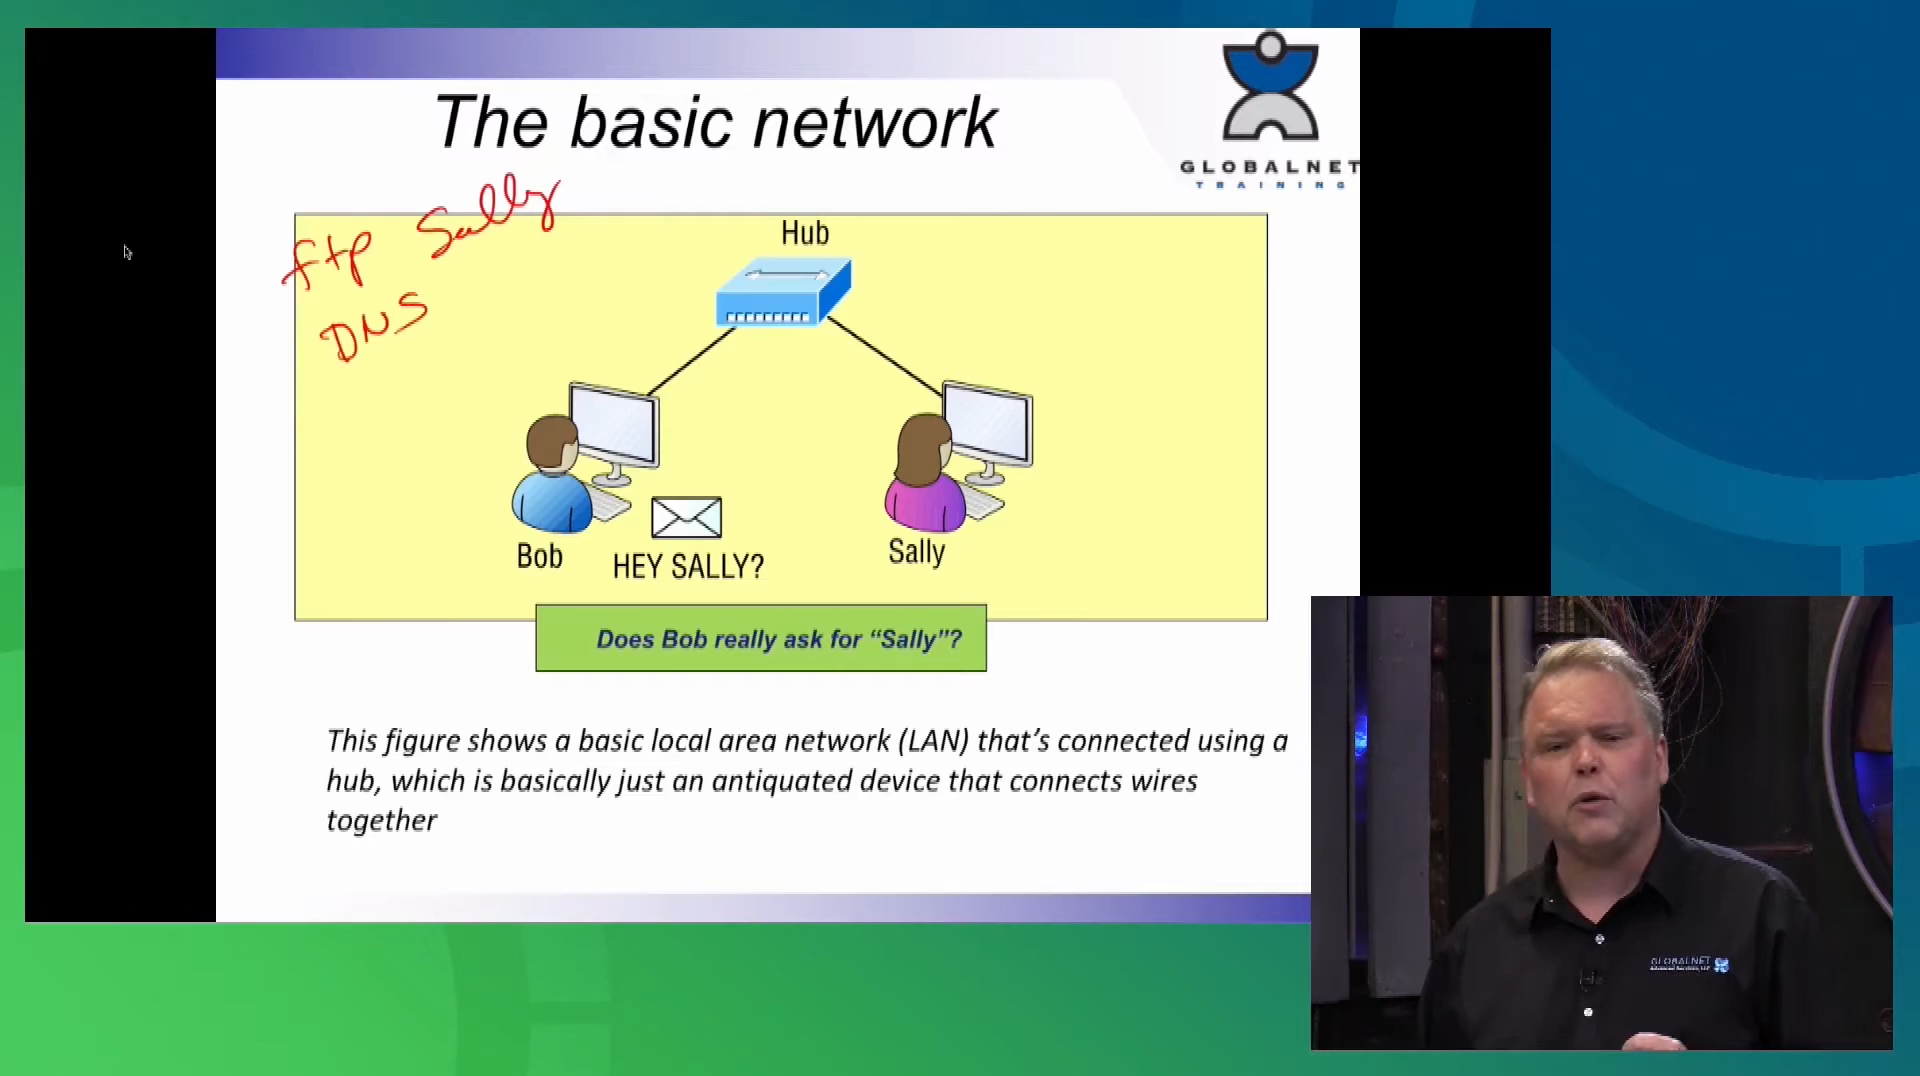 The basic network
GLOBALNET
TRAINING
ftp Sally
DNS
Hub
Bob
HEY SALLY?
Sally
Does Bob really ask for “Sally”?
This figure shows a basic local area network (LAN) that’s connected using a
hub, which is basically just an antiquated device that connects wires
together
GLOBALNET